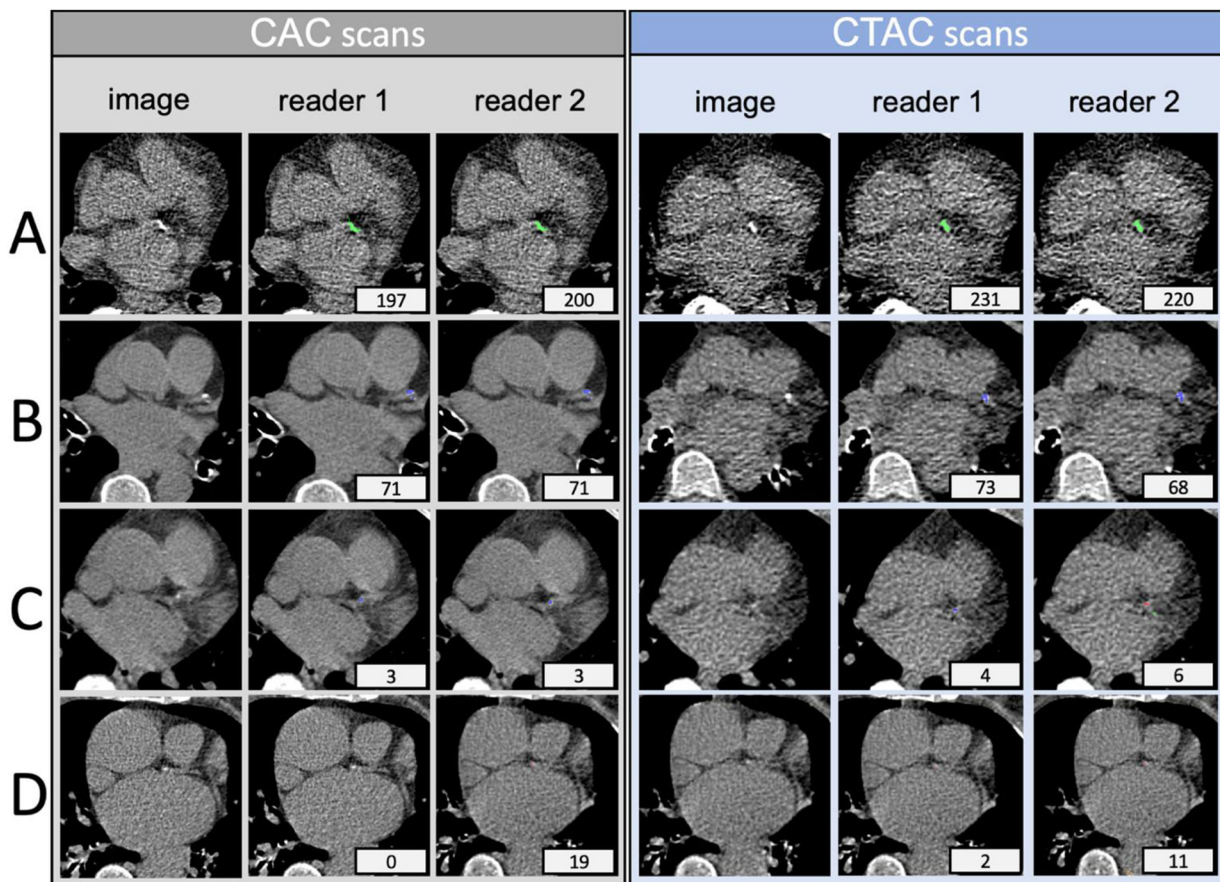 CAC scans CTAC scans
image reader 1 reader 2 image reader 1 reader 2
A
197 200 231 220
B
71 71 73 68
C
3 3 4 6
D
0 19 2 11